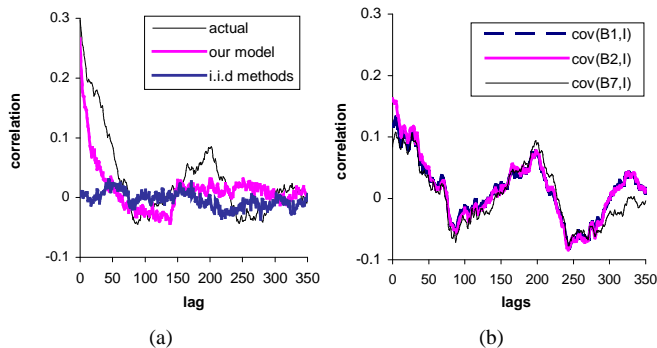 0.3
0.2
0.1
0
-0.1
correlation
0 50 100 150 200 250 300 350
lag
actual
our model
i.i.d methods
(a)
0.3
0.2
0.1
0
-0.1
correlation
0 50 100 150 200 250 300 350
lags
cov(B1,I)
cov(B2,I)
cov(B7,I)
(b)